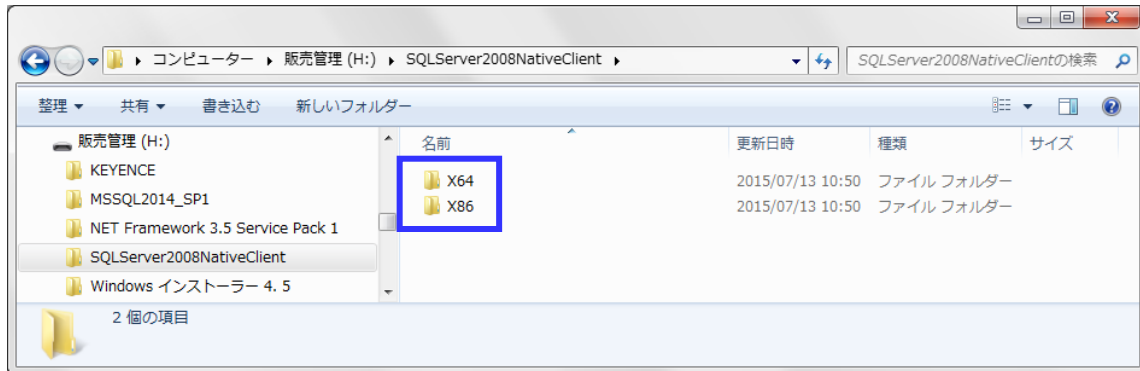 コンピューター ▸ 販売管理 (H:) ▸ SQLServer2008NativeClient ▸
SQLServer2008NativeClientの検索
整理 共有 書き込む 新しいフォルダー
販売管理 (H:)
KEYENCE
MSSQL2014_SP1
NET Framework 3.5 Service Pack 1
SQLServer2008NativeClient
Windows インストーラー 4. 5
名前 更新日時 種類 サイズ
X64 2015/07/13 10:50 ファイル フォルダー
X86 2015/07/13 10:50 ファイル フォルダー
2 個の項目